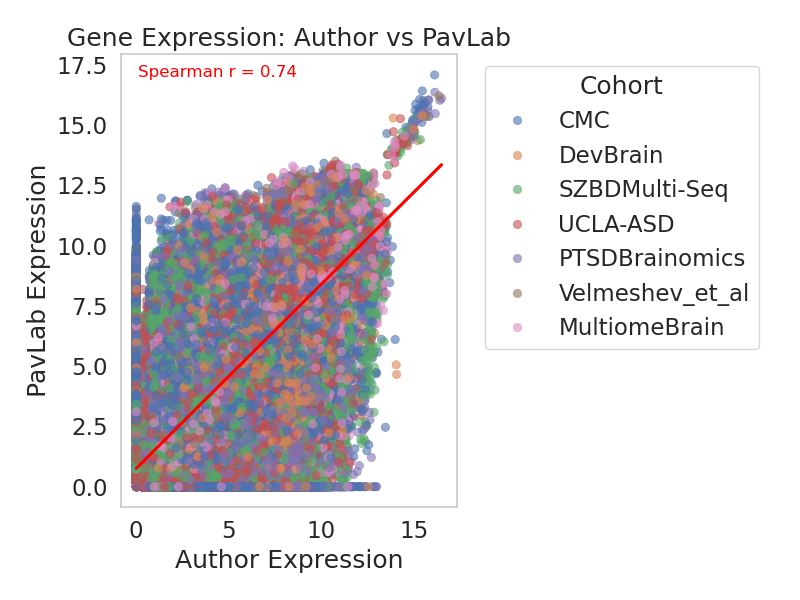 Gene Expression: Author vs PavLab
Spearman r = 0.74
17.5
15.0
12.5
10.0
7.5
5.0
2.5
0.0
PavLab Expression
0 5 10 15
Author Expression
Cohort
CMC
DevBrain
SZBDMulti-Seq
UCLA-ASD
PTSDBrainomics
Velmeshev_et_al
MultiomeBrain